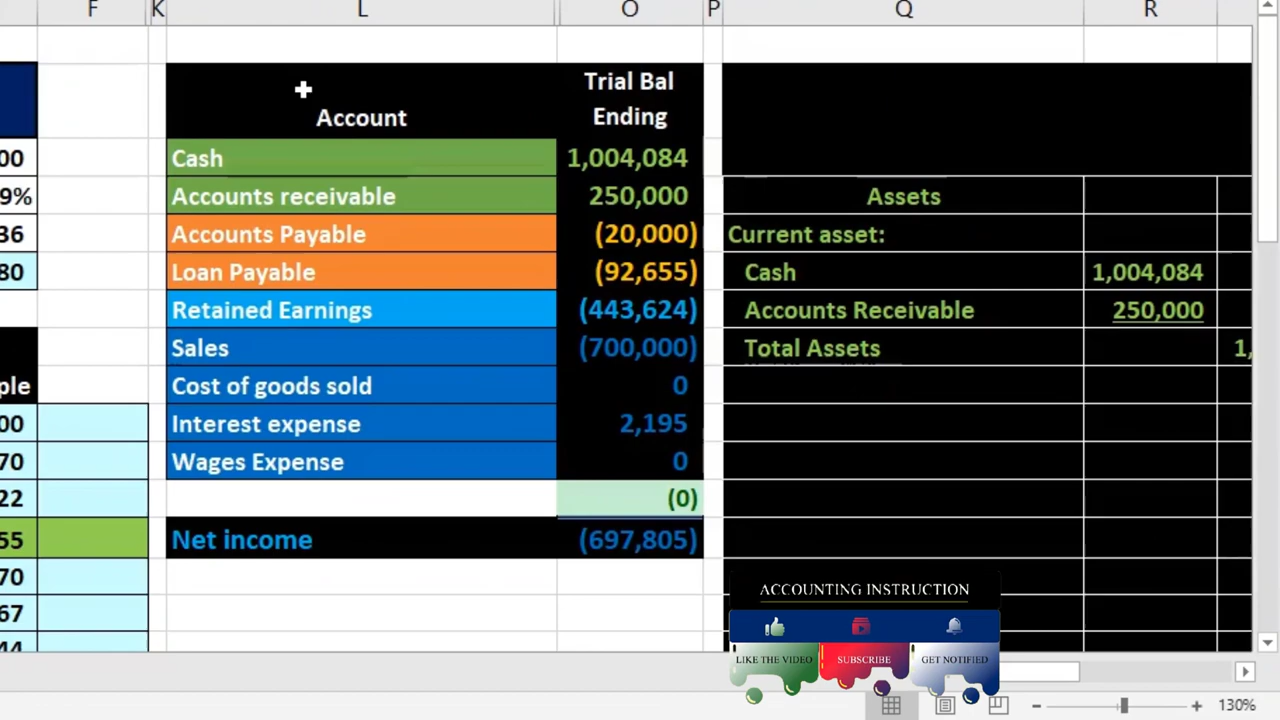 F K L O P Q R
Trial Bal
Account Ending
00 Cash 1,004,084
9% Accounts receivable 250,000 Assets
36 Accounts Payable (20,000) Current asset:
80 Loan Payable (92,655) Cash 1,004,084
Retained Earnings (443,624) Accounts Receivable 250,000
Sales (700,000) Total Assets 1,
ple Cost of goods sold 0
00 Interest expense 2,195
70 Wages Expense 0
22 (0)
55 Net income (697,805)
70
ACCOUNTING INSTRUCTION
67
44
LIKE THE VIDEO SUBSCRIBE GET NOTIFIED
130%